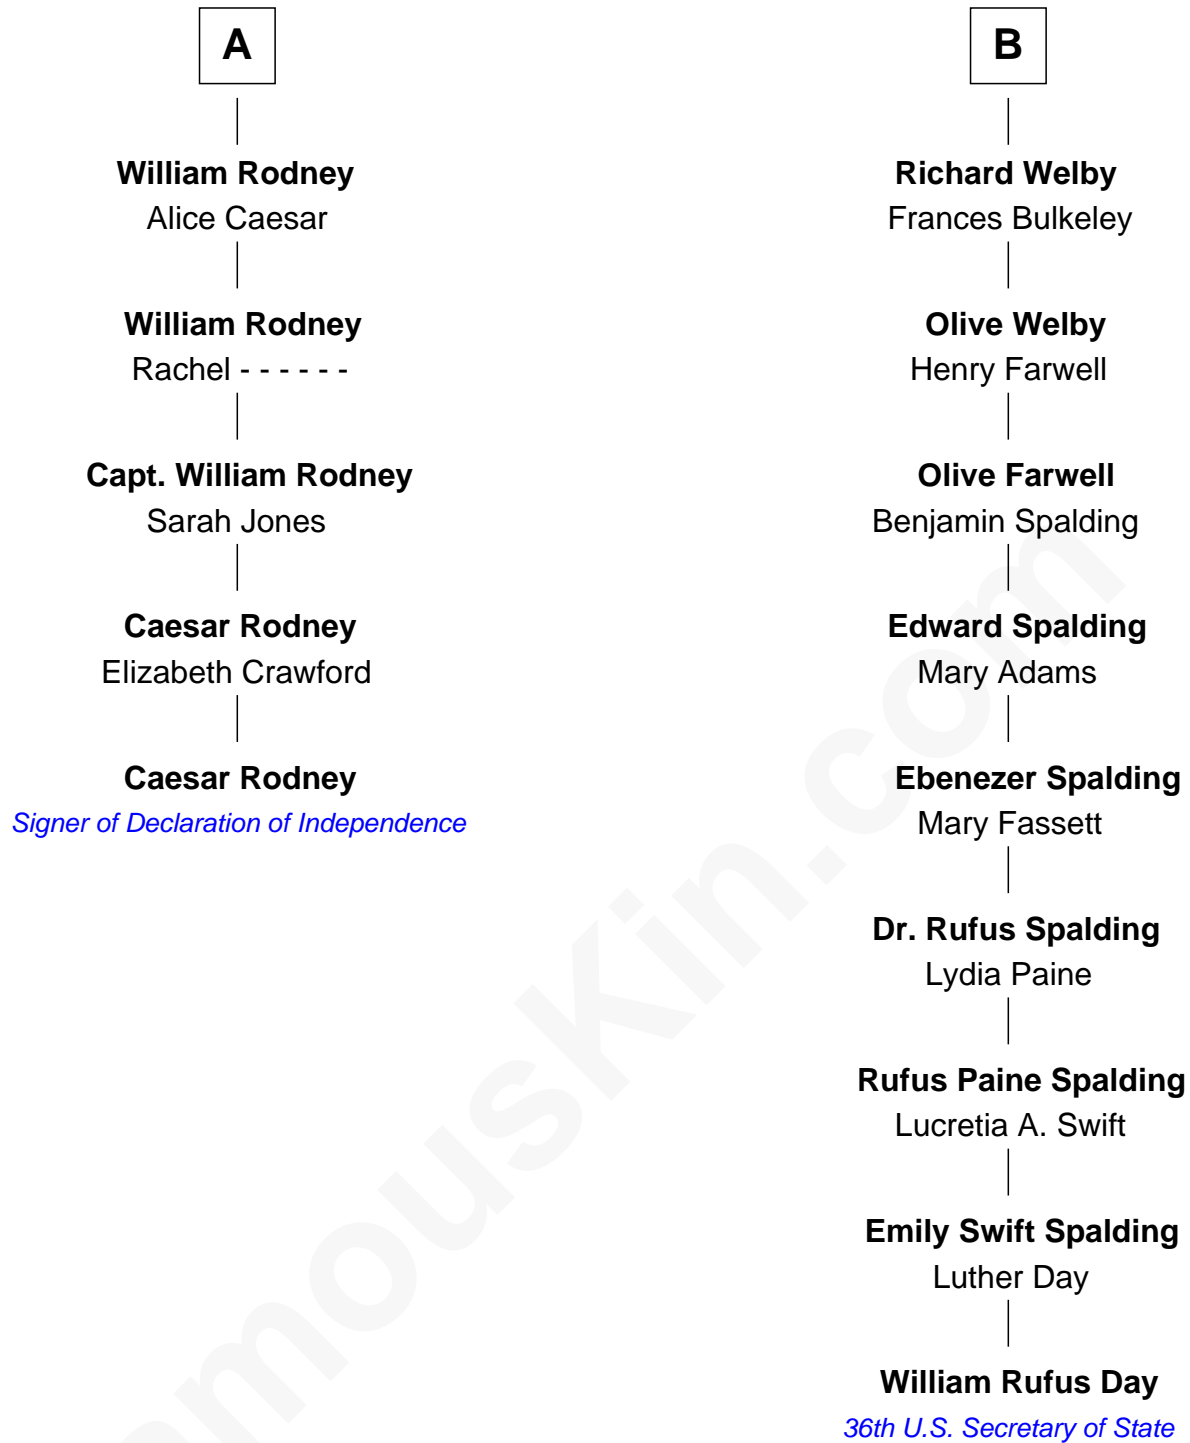 A
William Rodney
Alice Caesar
William Rodney
Rachel - - - - - -
Capt. William Rodney
Sarah Jones
Caesar Rodney
Elizabeth Crawford
Caesar Rodney
Signer of Declaration of Independence
B
Richard Welby
Frances Bulkeley
Olive Welby
Henry Farwell
Olive Farwell
Benjamin Spalding
Edward Spalding
Mary Adams
Ebenezer Spalding
Mary Fassett
Dr. Rufus Spalding
Lydia Paine
Rufus Paine Spalding
Lucretia A. Swift
Emily Swift Spalding
Luther Day
William Rufus Day
36th U.S. Secretary of State
amouskin.com